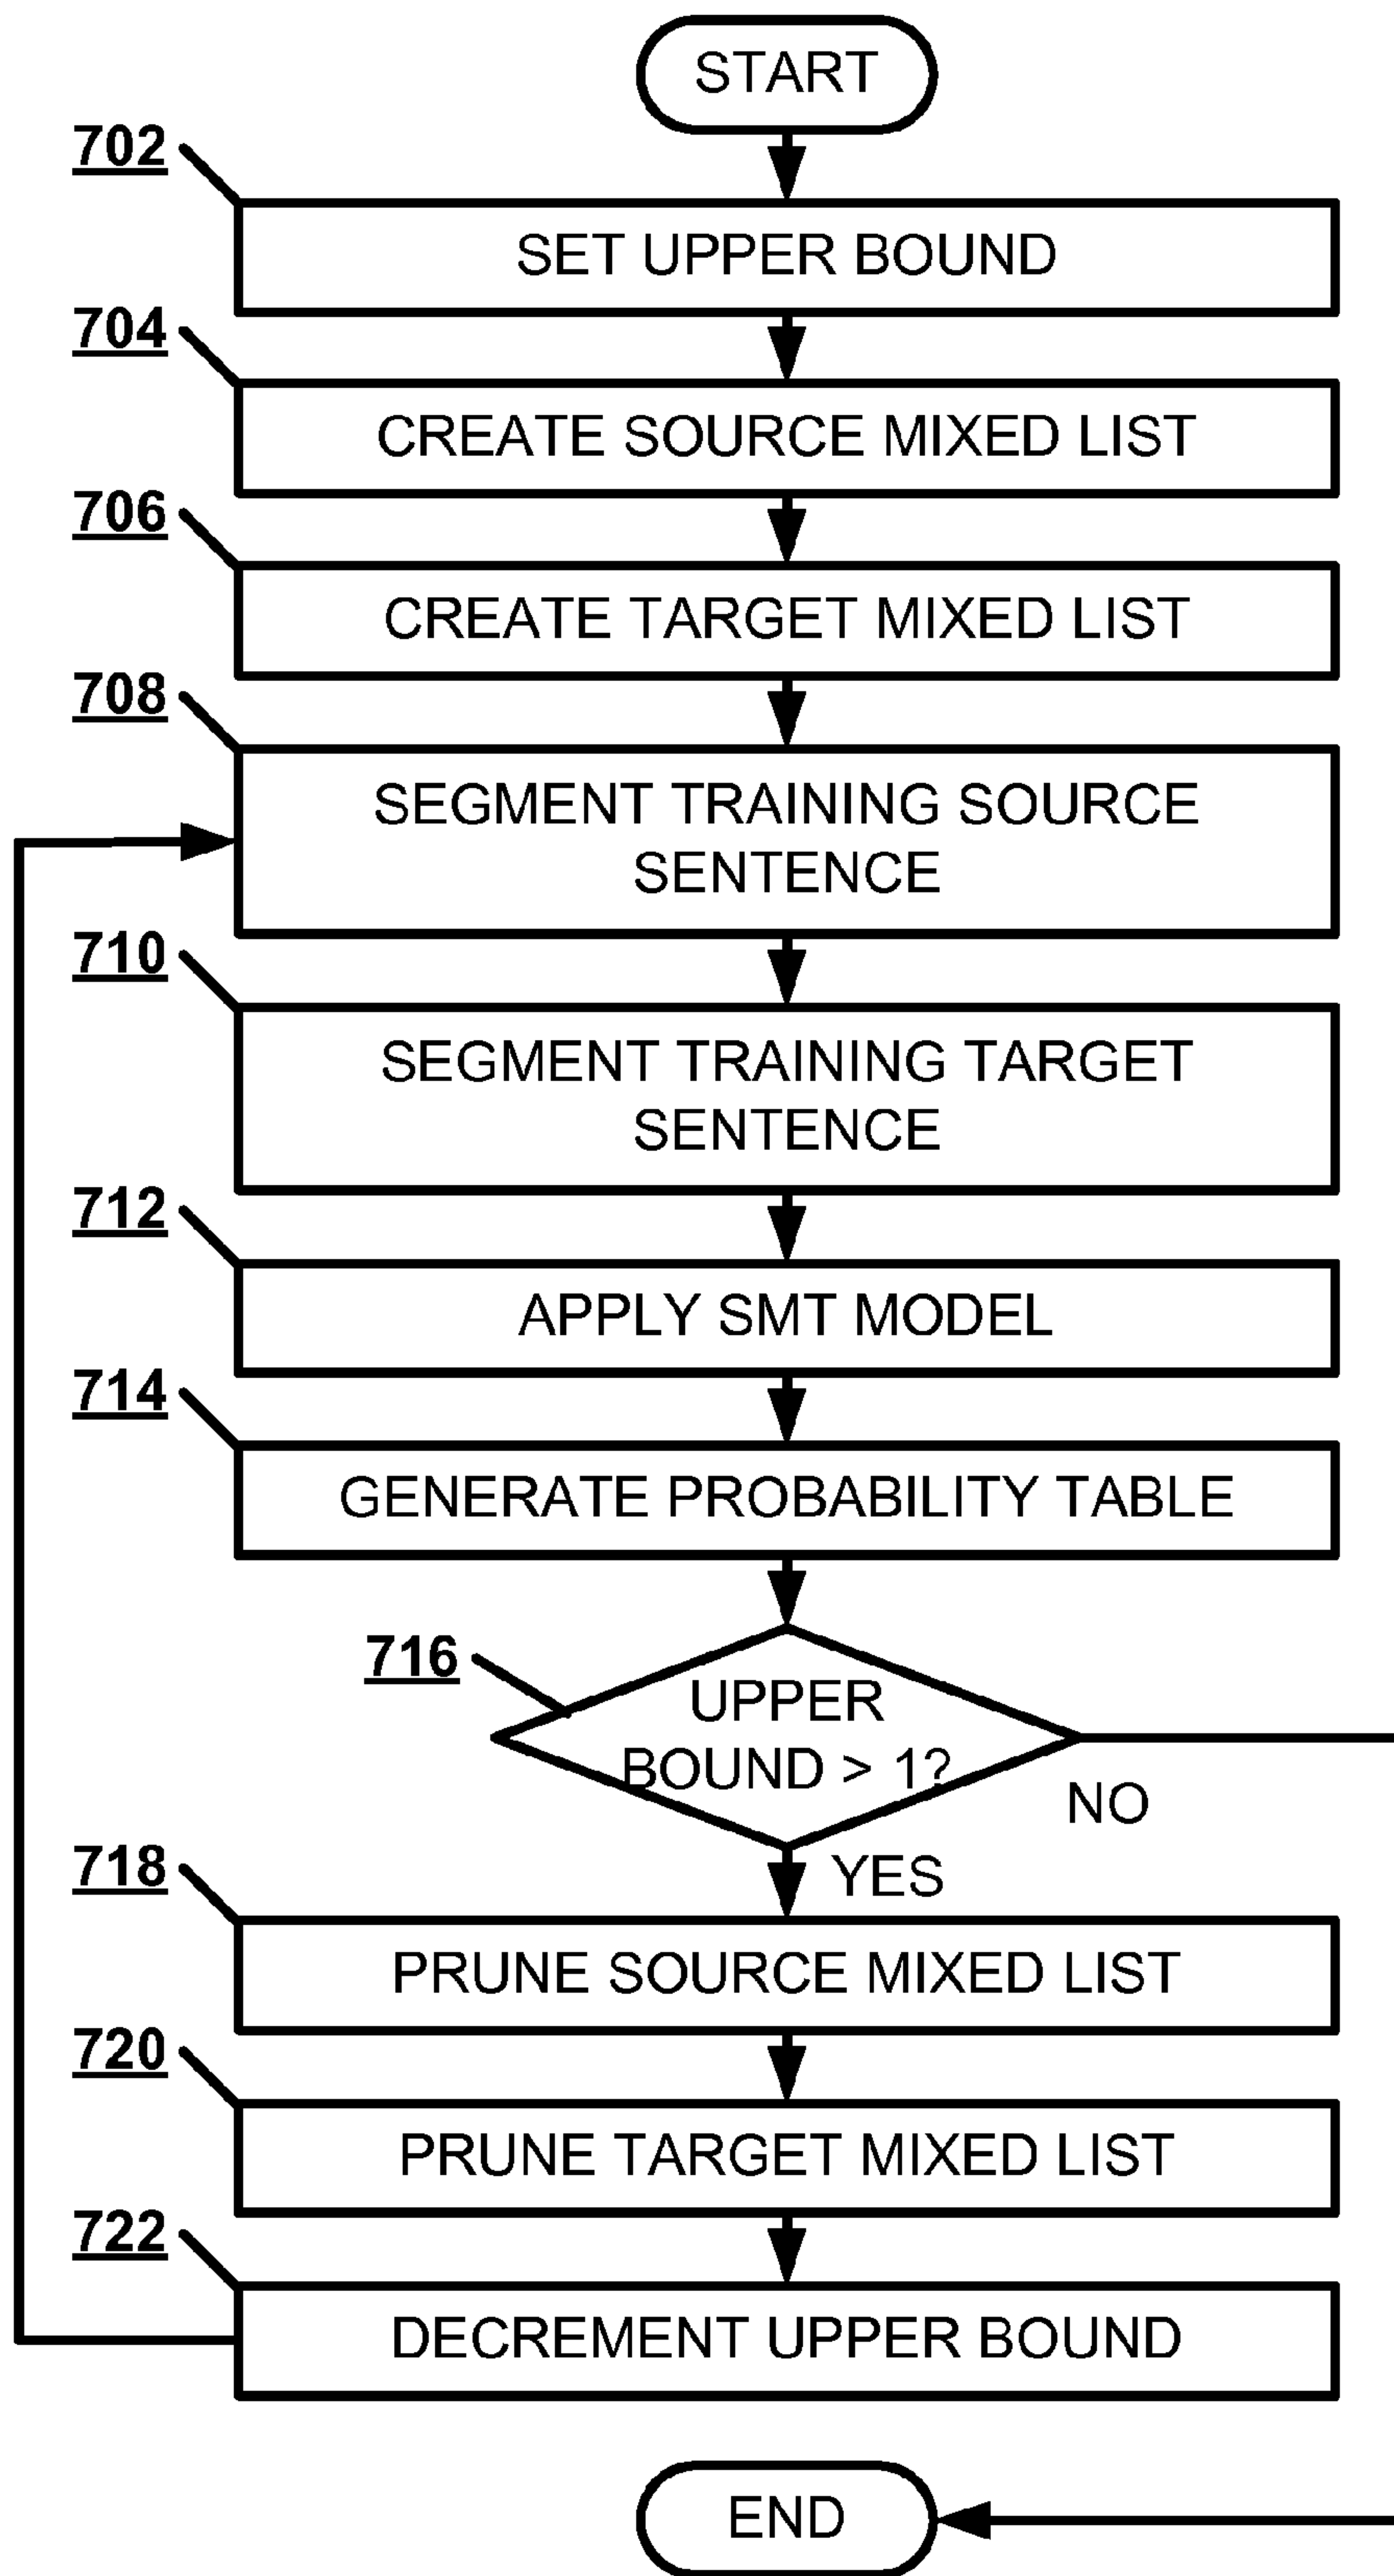 START
702
SET UPPER BOUND
704
CREATE SOURCE MIXED LIST
706
CREATE TARGET MIXED LIST
708
SEGMENT TRAINING SOURCE
SENTENCE
710
SEGMENT TRAINING TARGET
SENTENCE
712
APPLY SMT MODEL
714
GENERATE PROBABILITY TABLE
716
UPPER
BOUND > 1?
NO
YES
718
PRUNE SOURCE MIXED LIST
720
PRUNE TARGET MIXED LIST
722
DECREMENT UPPER BOUND
END